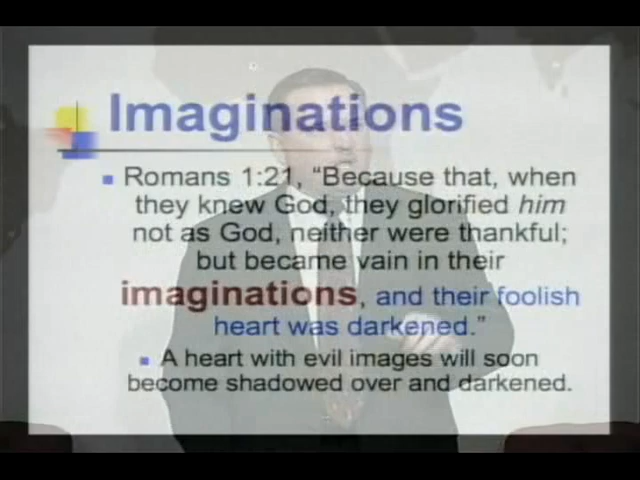 Imaginations
Romans 1:21, “Because that, when
they knew God, they glorified him
not as God, neither were thankful;
but became vain in their
imaginations, and their foolish
heart was darkened.”
A heart with evil images will soon
become shadowed over and darkened.